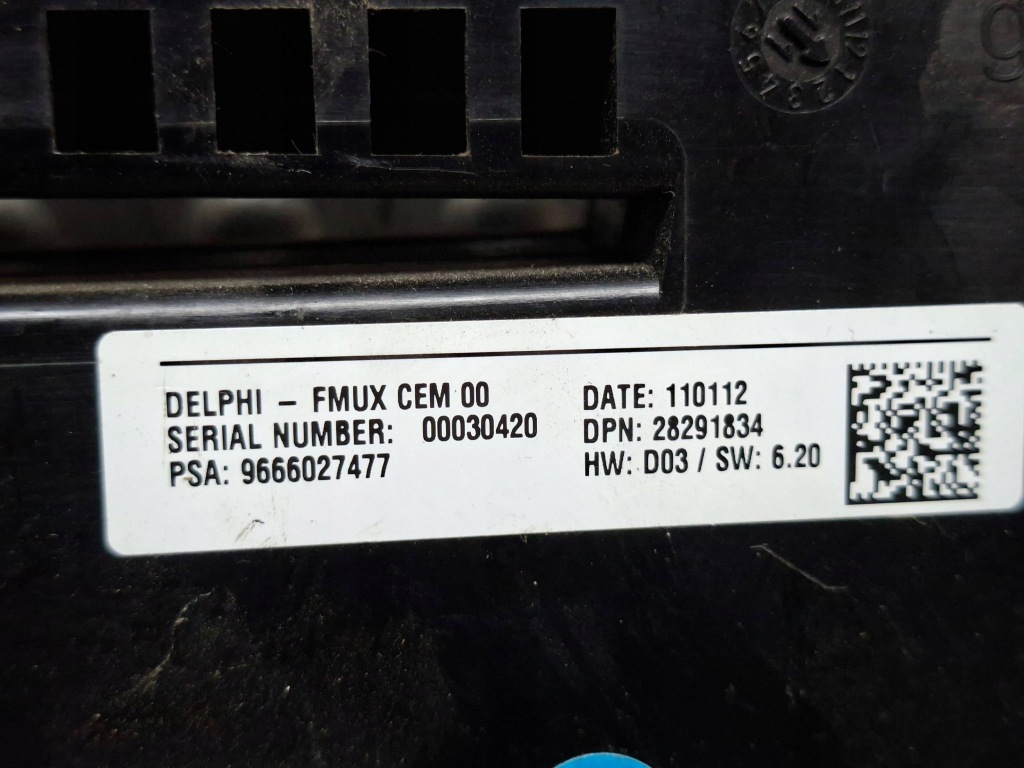 DELPHI – FMUX CEM 00
SERIAL NUMBER: 00030420
PSA: 9666027477
DATE: 110112
DPN: 28291834
HW: D03 / SW: 6.20